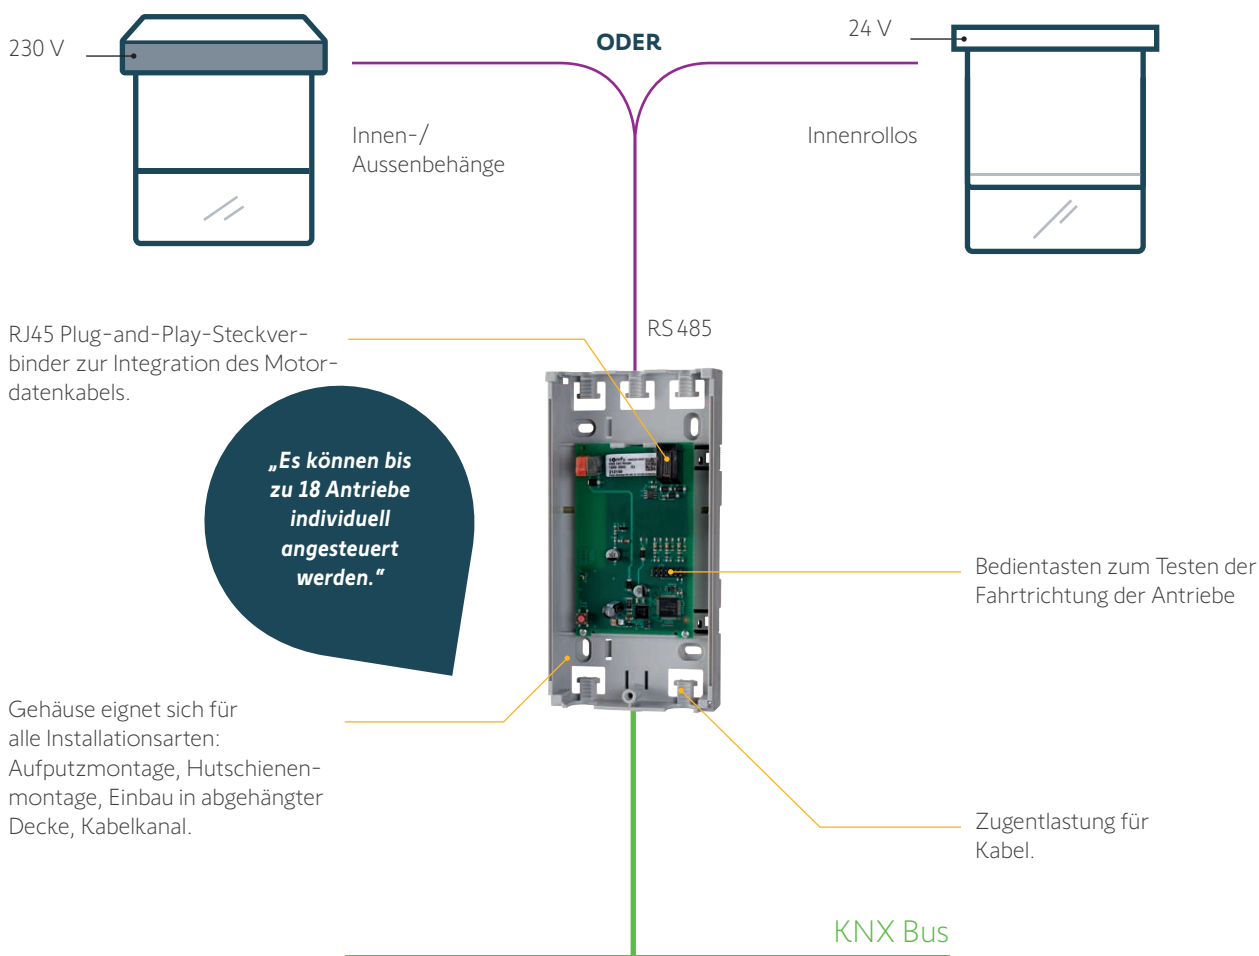 230 V
ODER
24 V
Innen-/
Aussenbehänge
Innenrollos
RS 485
RJ45 Plug-and-Play-Steckver-
binder zur Integration des Motor-
datenkabels.
„Es können bis
zu 18 Antriebe
individuell
angesteuert
werden.“
Bedientasten zum Testen der
Fahrtrichtung der Antriebe
Gehäuse eignet sich für
alle Installationsarten:
Aufputzmontage, Hutschienen-
montage, Einbau in abgehängter
Decke, Kabelkanal.
Zugentlastung für
Kabel.
KNX Bus